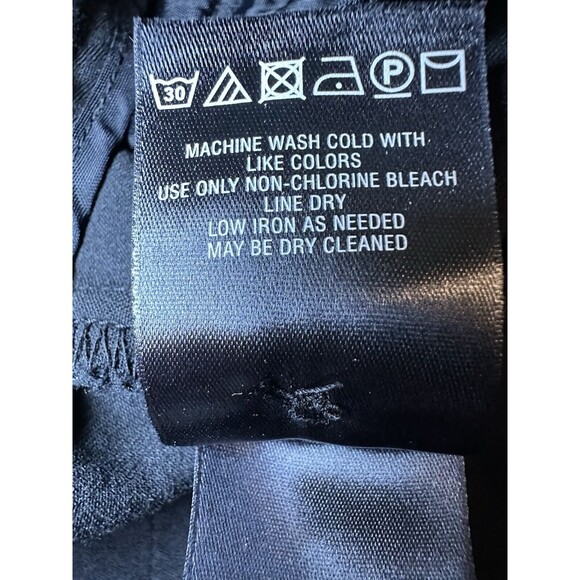 30 P
MACHINE WASH COLD WITH
LIKE COLORS
USE ONLY NON-CHLORINE BLEACH
LINE DRY
LOW IRON AS NEEDED
MAY BE DRY CLEANED